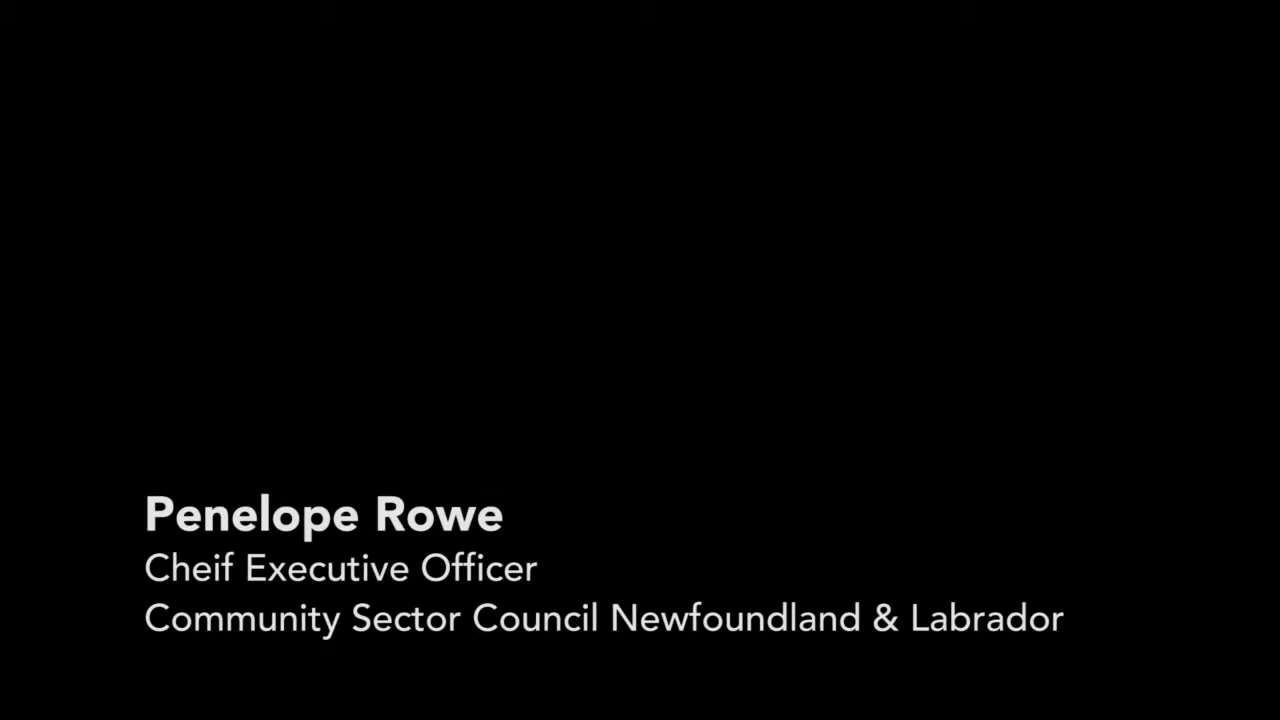 Penelope Rowe
Cheif Executive Officer
Community Sector Council Newfoundland & Labrador